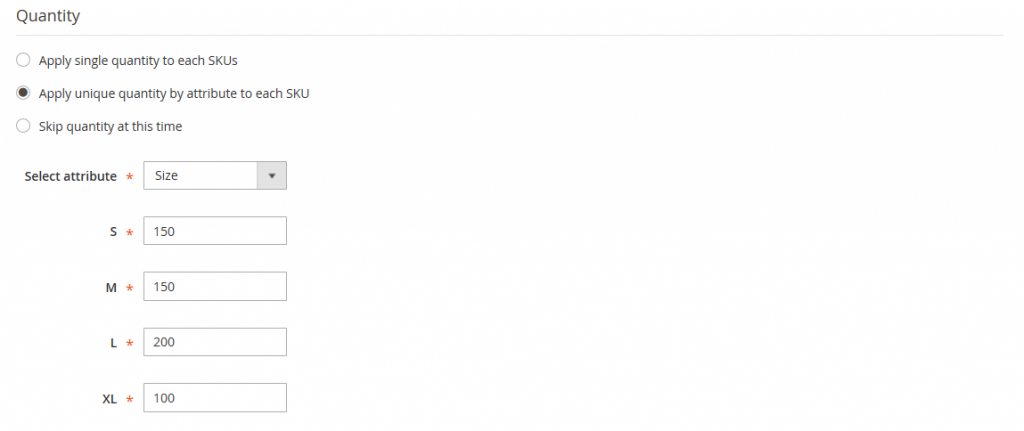 Quantity
Apply single quantity to each SKUs
Apply unique quantity by attribute to each SKU
Skip quantity at this time
Select attribute * Size
S * 150
M * 150
L * 200
XL * 100